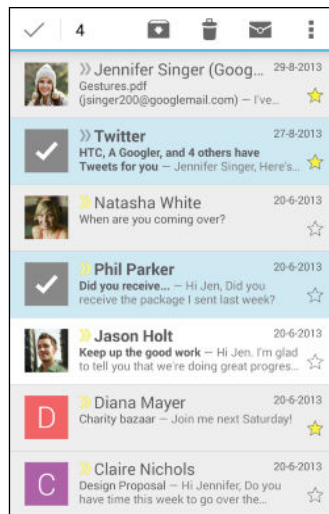 4
Jennifer Singer (Goog... 29-8-2013
Gestures.pdf
(jsinger200@googlemail.com) — I've...
Twitter 27-8-2013
HTC, A Googler, and 4 others have
Tweets for you — Jennifer Singer, Here's...
Natasha White 20-6-2013
When are you coming over?
Phil Parker 20-6-2013
Did you receive... — Hi Jen, Did you
receive the package I sent last week?
Jason Holt 20-6-2013
Keep up the good work — Hi Jen. I'm glad
to tell you that we're doing great progres...
D
Diana Mayer 20-6-2013
Charity bazaar — Join me next Saturday!
C
Claire Nichols 20-6-2013
Design Proposal — Hi Jennifer, Do you
have time this week to go over the...